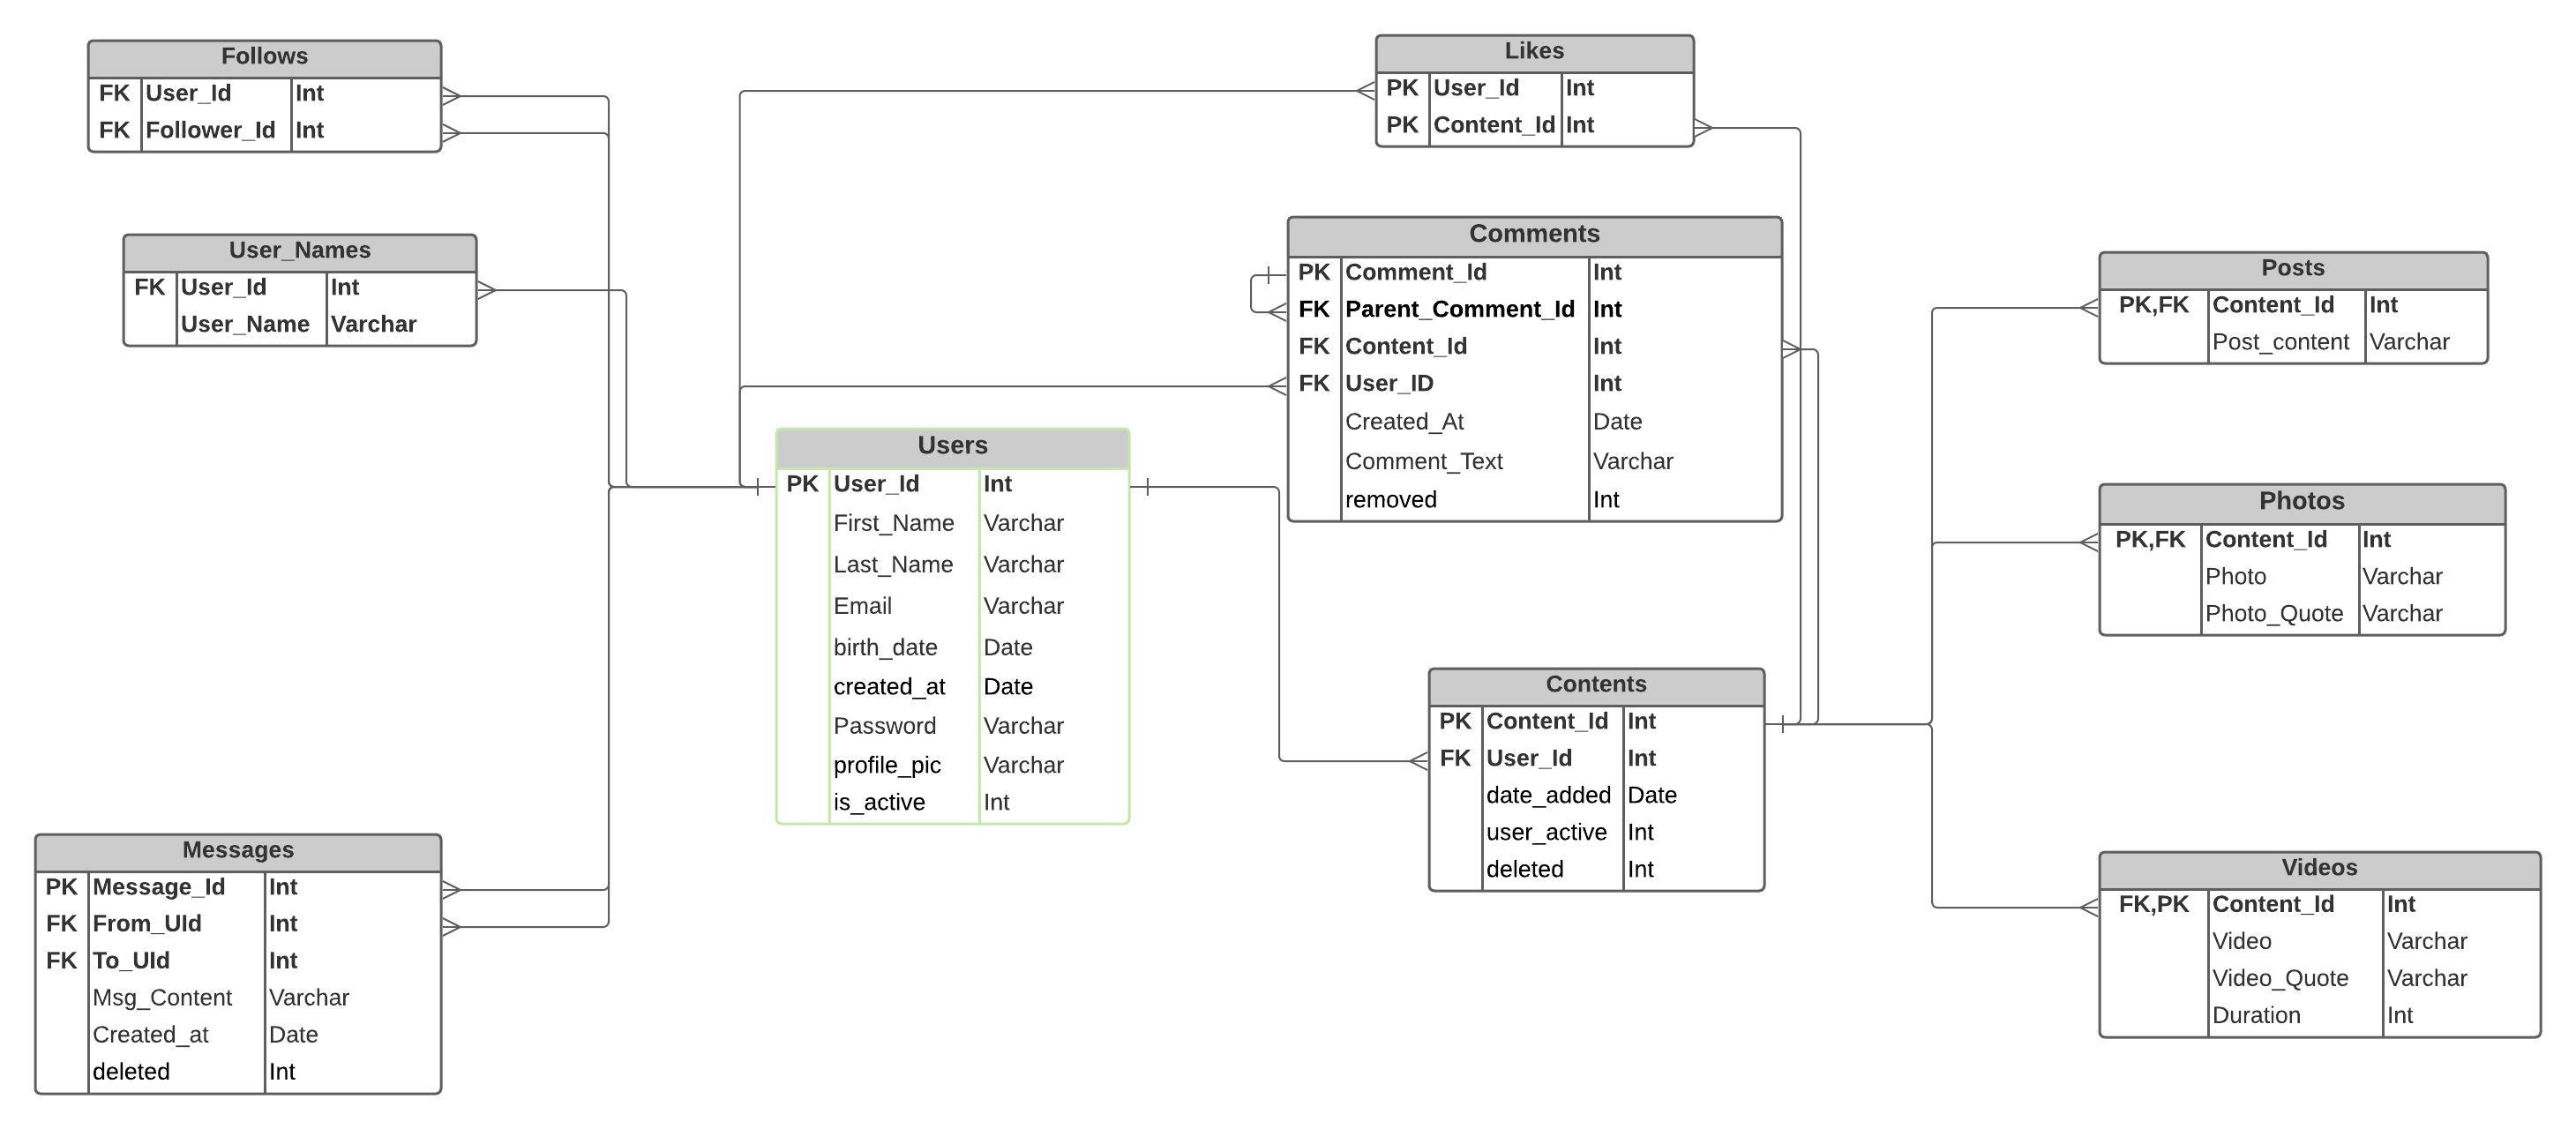 Follows
FK User_Id Int
FK Follower_Id Int
User_Names
FK User_Id Int
User_Name Varchar
Messages
PK Message_Id Int
FK From_UId Int
FK To_UId Int
Msg_Content Varchar
Created_at Date
deleted Int
Users
PK User_Id Int
First_Name Varchar
Last_Name Varchar
Email Varchar
birth_date Date
created_at Date
Password Varchar
profile_pic Varchar
is_active Int
Likes
PK User_Id Int
PK Content_Id Int
Comments
PK Comment_Id Int
FK Parent_Comment_Id Int
FK Content_Id Int
FK User_ID Int
Created_At Date
Comment_Text Varchar
removed Int
Contents
PK Content_Id Int
FK User_Id Int
date_added Date
user_active Int
deleted Int
Posts
PK,FK Content_Id Int
Post_content Varchar
Photos
PK,FK Content_Id Int
Photo Varchar
Photo_Quote Varchar
Videos
FK,PK Content_Id Int
Video Varchar
Video_Quote Varchar
Duration Int